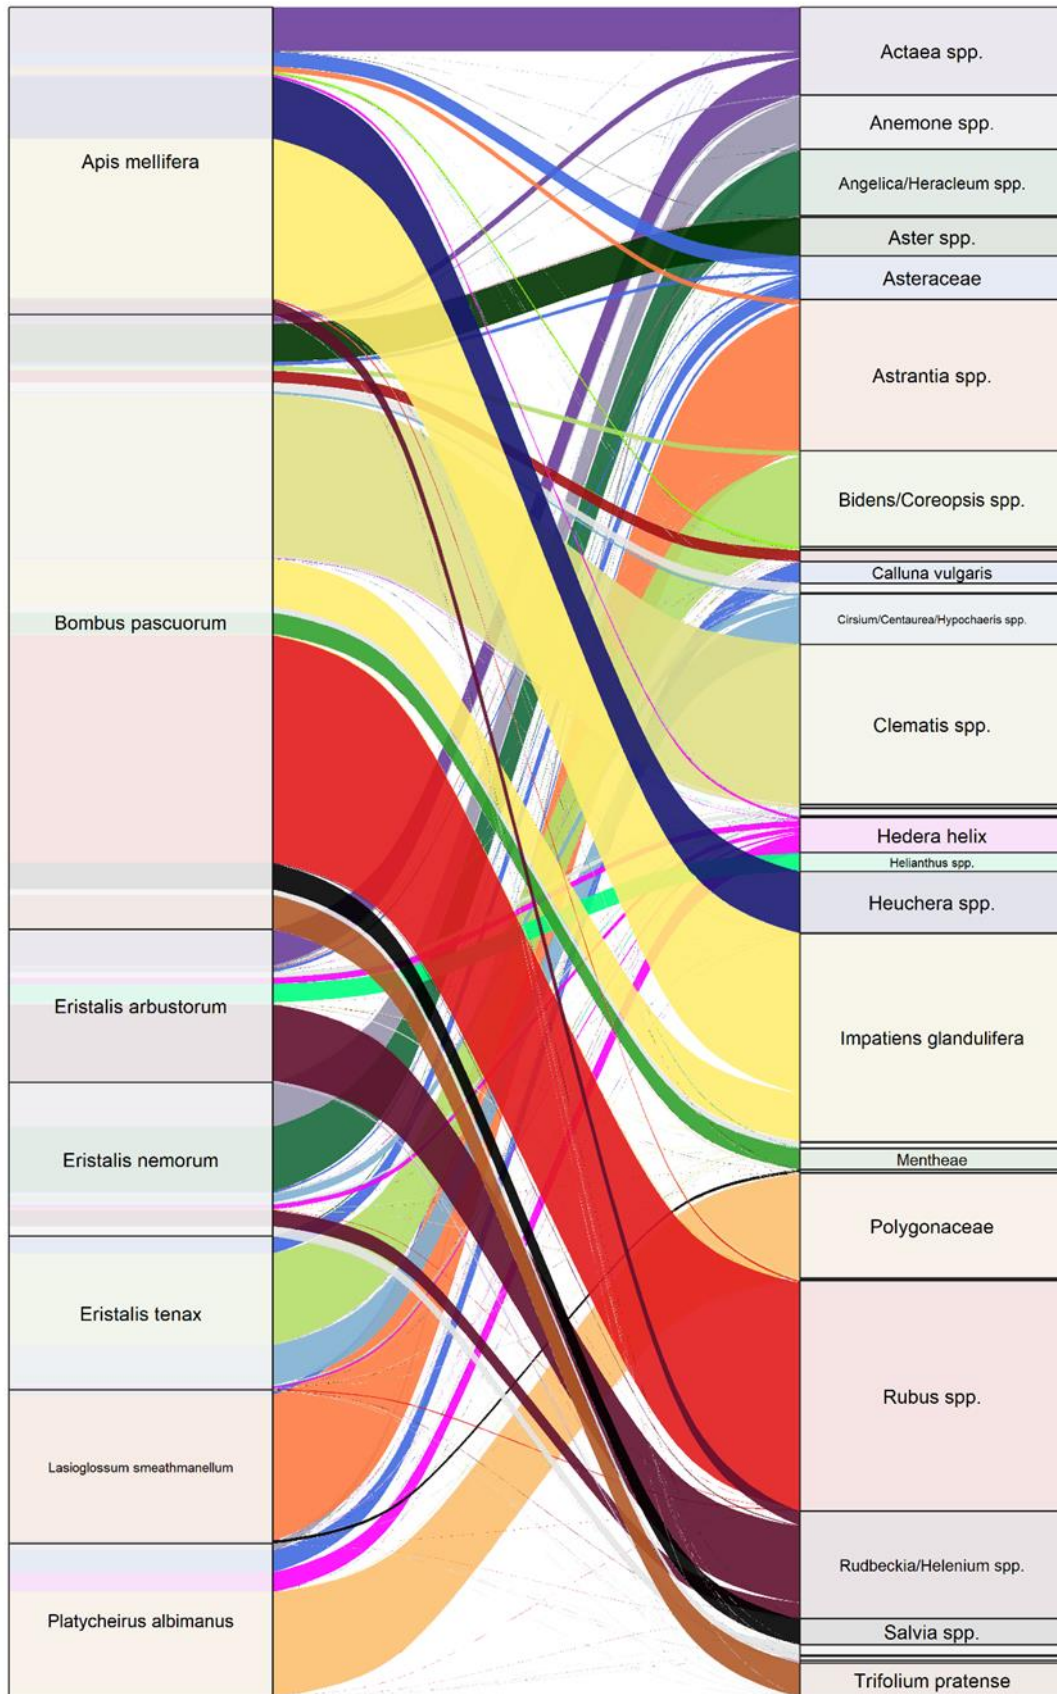 Apis mellifera
Bombus pascuorum
Eristalis arbustorum
Eristalis nemorum
Eristalis tenax
Lasioglossum smeathmanellum
Platycheirus albimanus
Actaea spp.
Anemone spp.
Angelica/Heracleum spp.
Aster spp.
Asteraceae
Astrantia spp.
Bidens/Coreopsis spp.
Calluna vulgaris
Cirsium/Centaurea/Hypochaeris spp.
Clematis spp.
Hedera helix
Helianthus spp.
Heuchera spp.
Impatiens glandulifera
Mentheae
Polygonaceae
Rubus spp.
Rudbeckia/Helenium spp.
Salvia spp.
Trifolium pratense